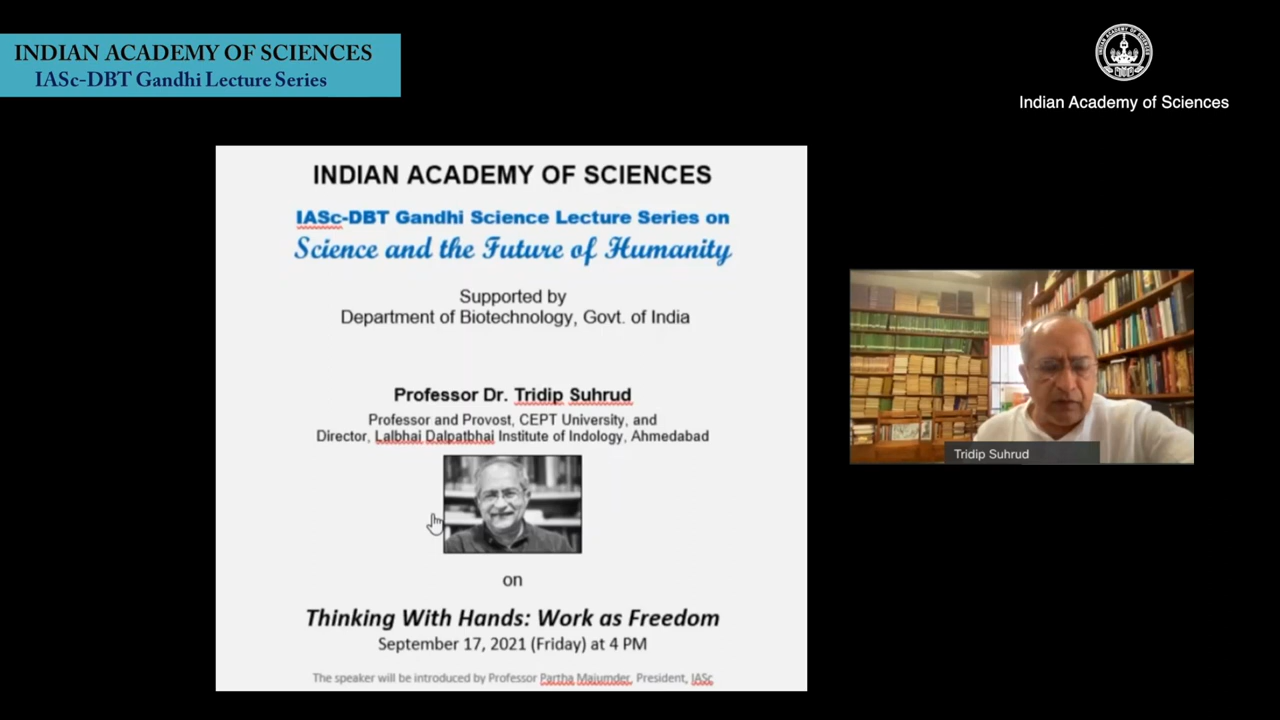 INDIAN ACADEMY OF SCIENCES
IASc-DBT Gandhi Lecture Series
Indian Academy of Sciences
INDIAN ACADEMY OF SCIENCES
IASc-DBT Gandhi Science Lecture Series on
Science and the Future of Humanity
Supported by
Department of Biotechnology, Govt. of India
Professor Dr. Tridip Suhrud
Professor and Provost, CEPT University, and
Director, Lalbhai Dalpatbhai Institute of Indology, Ahmedabad
on
Thinking With Hands: Work as Freedom
September 17, 2021 (Friday) at 4 PM
The speaker will be introduced by Professor Partha Majumder, President, IASc
Tridip Suhrud